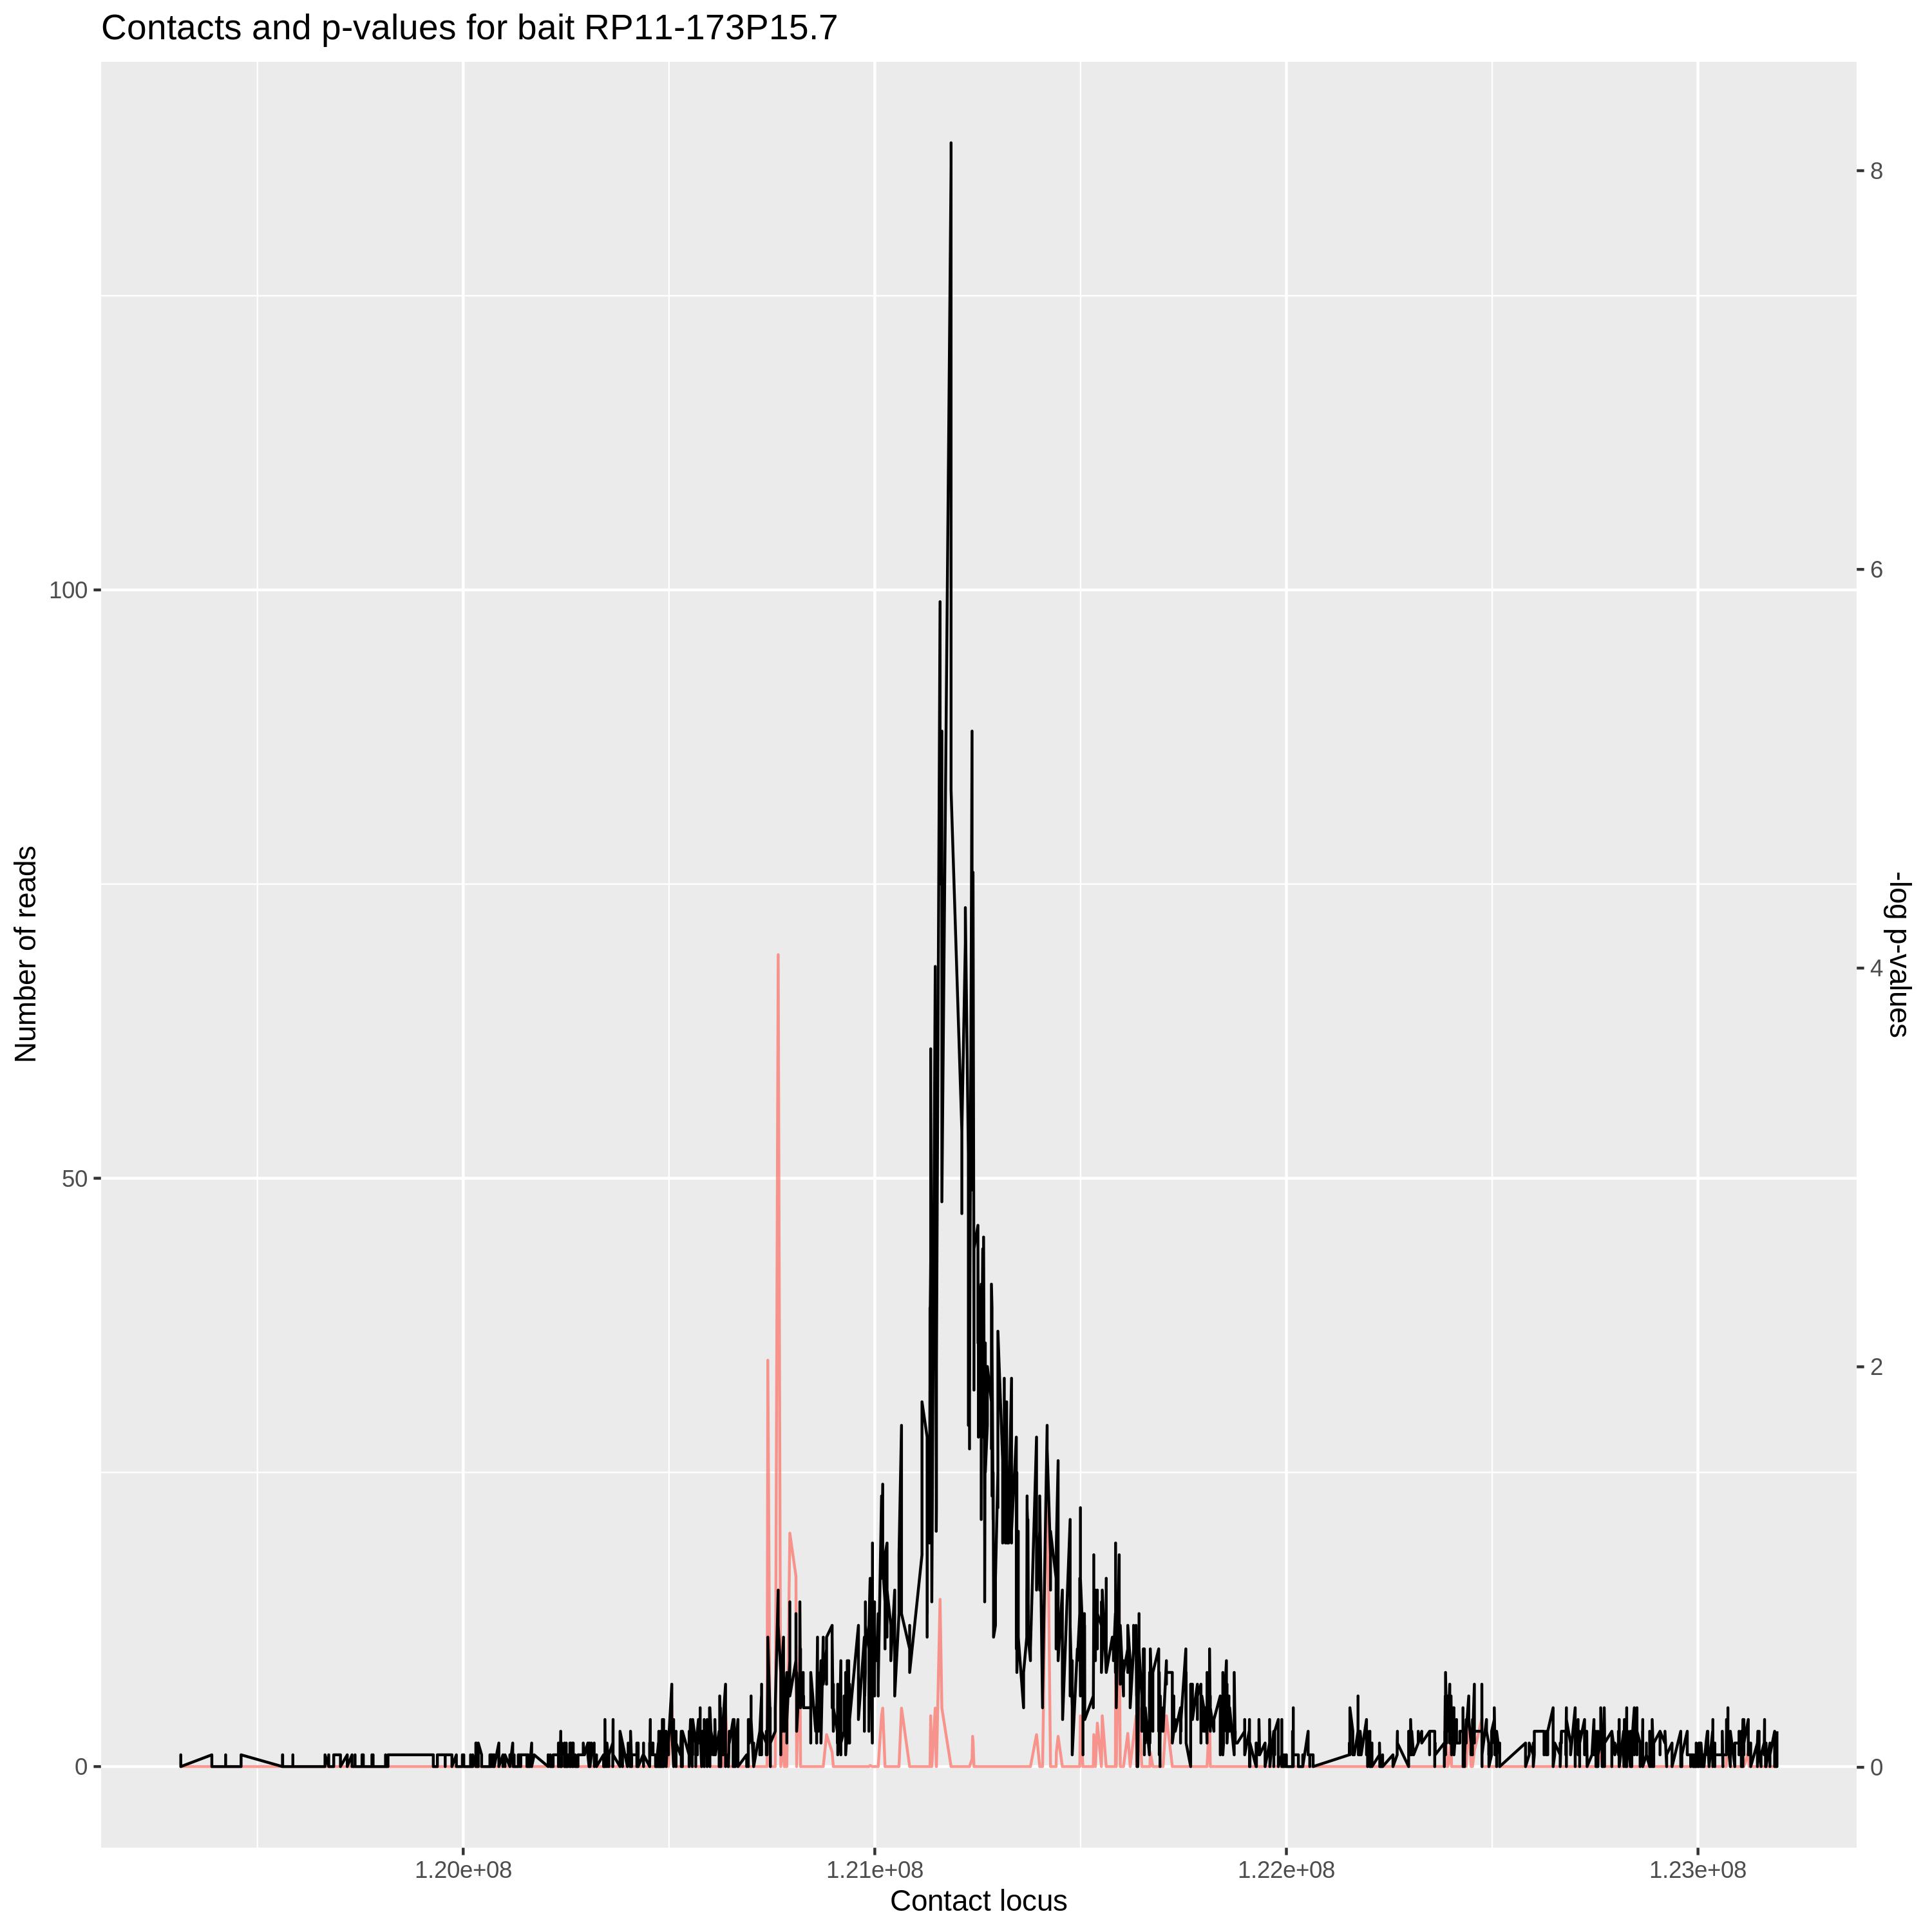 Contacts and p-values for bait RP11-173P15.7
Number of reads
100
50
0
8
6
4
2
0
-log p-values
1.20e+08
1.21e+08
1.22e+08
1.23e+08
Contact locus